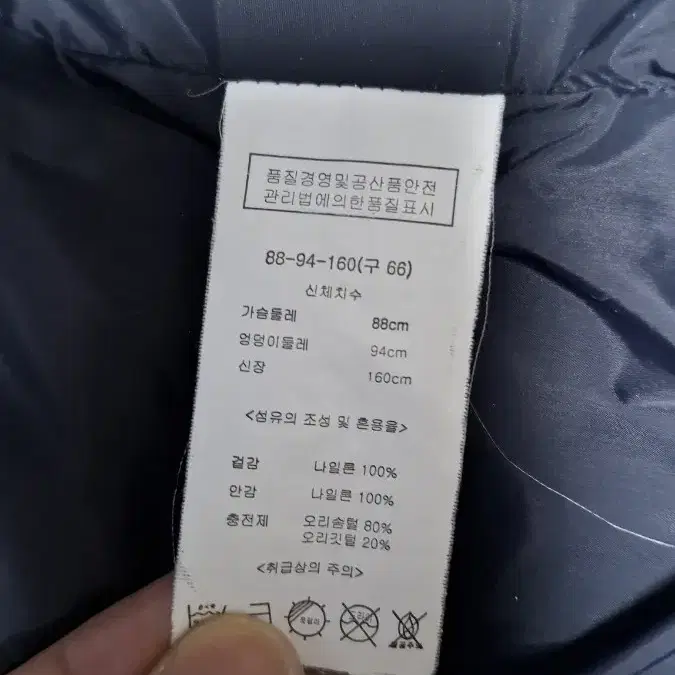 품질경영및공산품안전
관리법에의한품질표시
88-94-160(구 66)
신체치수
가슴둘레 88cm
엉덩이둘레 94cm
신장 160cm
<섬유의 조성 및 혼용율>
겉감 나일론 100%
안감 나일론 100%
충전제 오리솜털 80%
오리깃털 20%
<취급상의 주의>